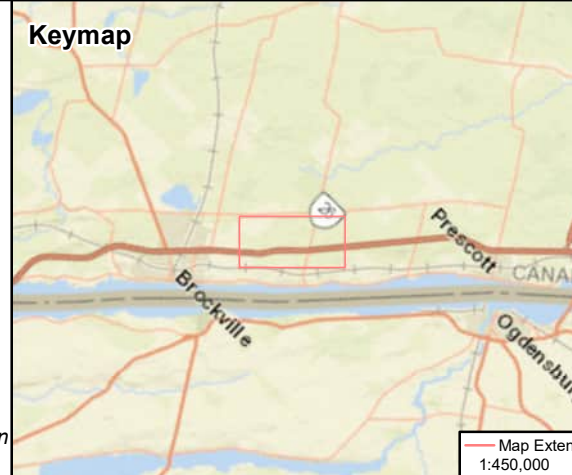 Keymap
Prescott
CANA
Brockville
Ogdensbu
n
Map Exten
1:450,000